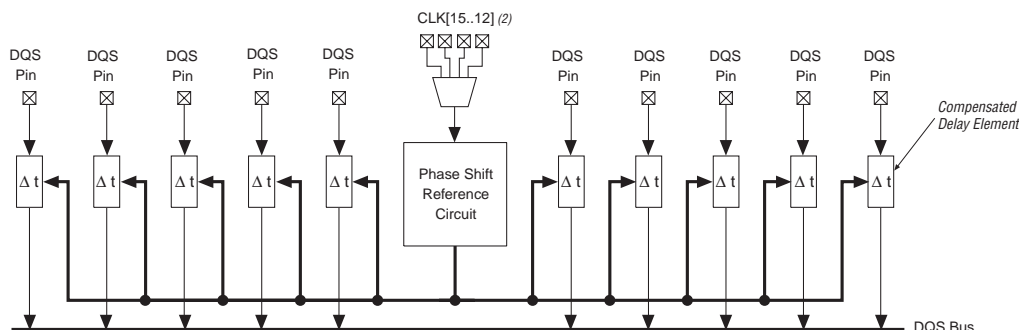 CLK[15..12] (2)
DQS
Pin
DQS
Pin
DQS
Pin
DQS
Pin
DQS
Pin
DQS
Pin
DQS
Pin
DQS
Pin
DQS
Pin
DQS
Pin
Compensated
Delay Element
Δ t
Δ t
Δ t
Δ t
Δ t
Phase Shift
Reference
Circuit
Δ t
Δ t
Δ t
Δ t
Δ t
DQS Bus